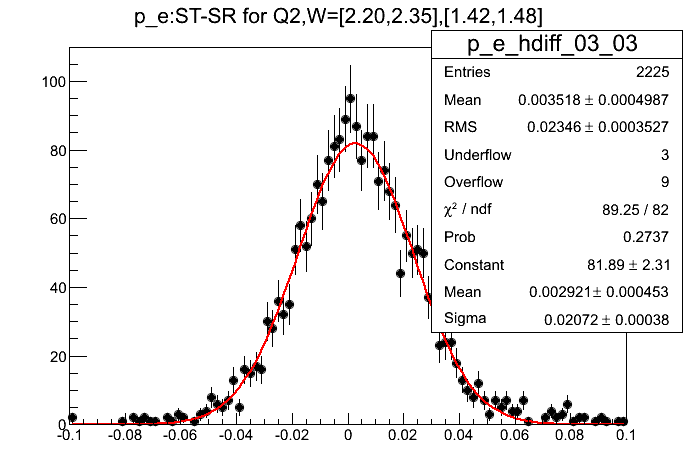 p_e:ST-SR for Q2,W=[2.20,2.35],[1.42,1.48]
p_e_hdiff_03_03
Entries 2225
Mean 0.003518 ± 0.0004987
RMS 0.02346 ± 0.0003527
Underflow 3
Overflow 9
χ² / ndf 89.25 / 82
Prob 0.2737
Constant 81.89 ± 2.31
Mean 0.002921 ± 0.000453
Sigma 0.02072 ± 0.00038
100
80
60
40
20
0
-0.1 -0.08 -0.06 -0.04 -0.02 0 0.02 0.04 0.06 0.08 0.1